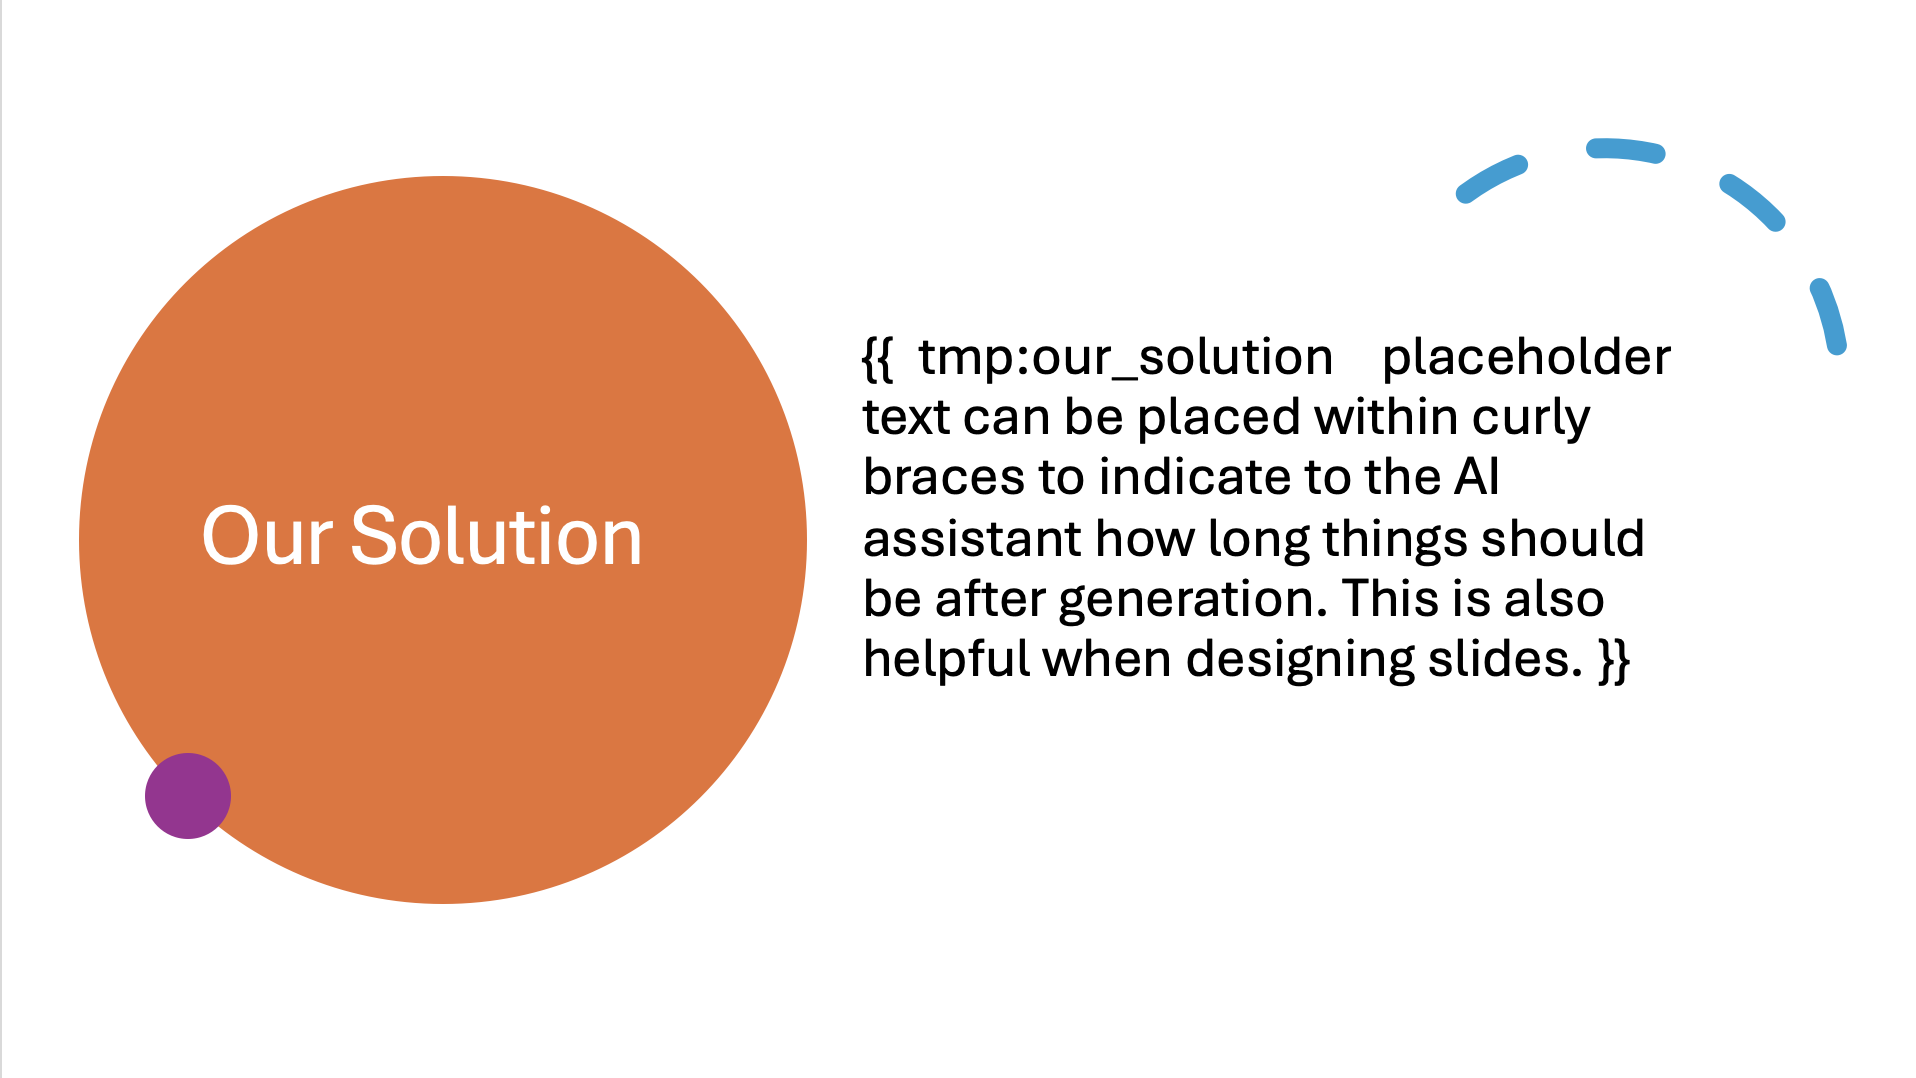 Our Solution
{{ tmp:our_solution placeholder
text can be placed within curly
braces to indicate to the AI
assistant how long things should
be after generation. This is also
helpful when designing slides. }}